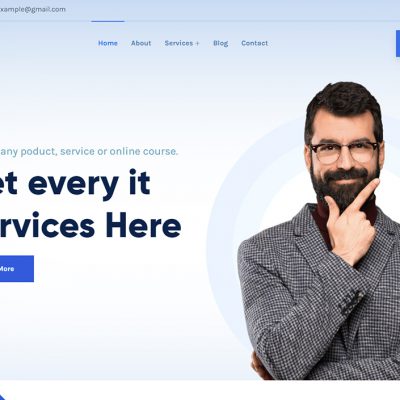 xample@gmail.com
Home About Services + Blog Contact
any poduct, service or online course.
et every it
rvices Here
More